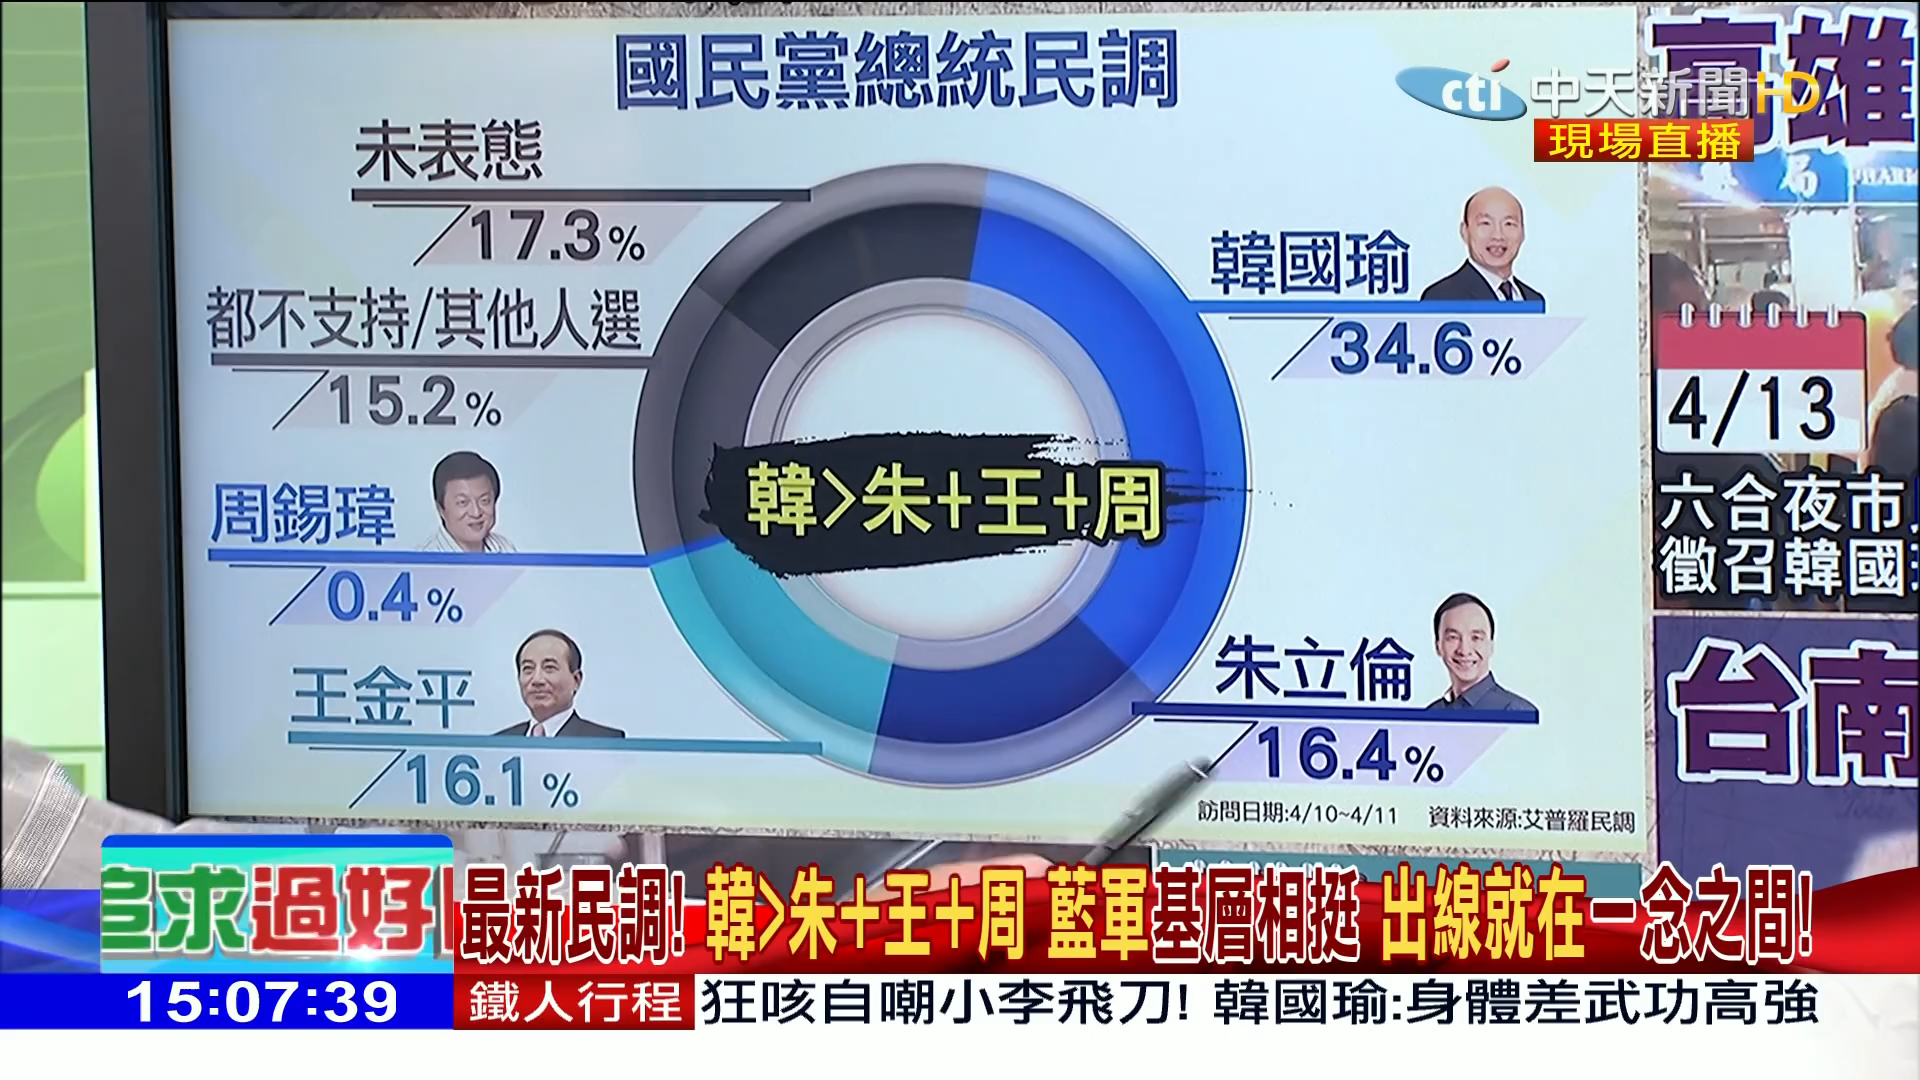 國民黨總統民調
cti 中天新聞HD
現場直播
未表態
17.3%
韓國瑜
34.6%
都不支持/其他人選
15.2%
周錫瑋
0.4%
韓>朱+王+周
王金平
16.1%
朱立倫
16.4%
訪問日期:4/10~4/11 資料來源:艾普羅民調
高雄
4/13
六合夜市
徵召韓國
台南
追求過好
最新民調! 韓>朱+王+周 藍軍基層相挺 出線就在一念之間!
15:07:39
鐵人行程
狂咳自嘲小李飛刀! 韓國瑜:身體差武功高強